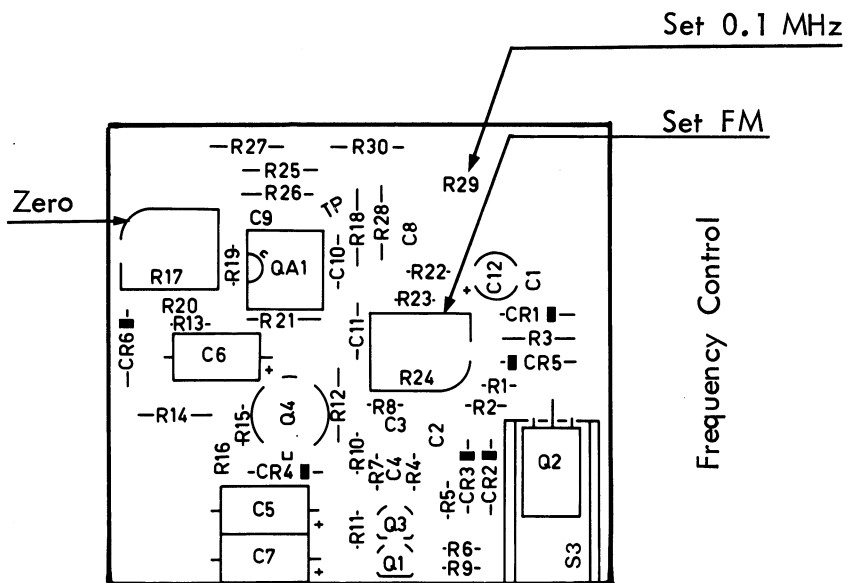 Set 0.1 MHz
Set FM
-R27-
-R30-
-R25-
-R26-
R29
Zero
C9
TP
R18
R28
C8
R17
R19
QA1
C10
-R22-
+
C12
C1
R20
-R13-
-R21-
-R23-
-CR1-
-R3-
-CR6-
C6
+
C11
R24
-CR5-
-R1-
-R2-
-R14-
-R15-
Q4
R12
-R8-
C3
C2
R16
-CR4-
-R10-
-R7-
C4
-R4-
-CR3-
-CR2-
Q2
C5
+
-R11-
Q3
-R5-
C7
+
Q1
-R6-
-R9-
S3
Frequency Control